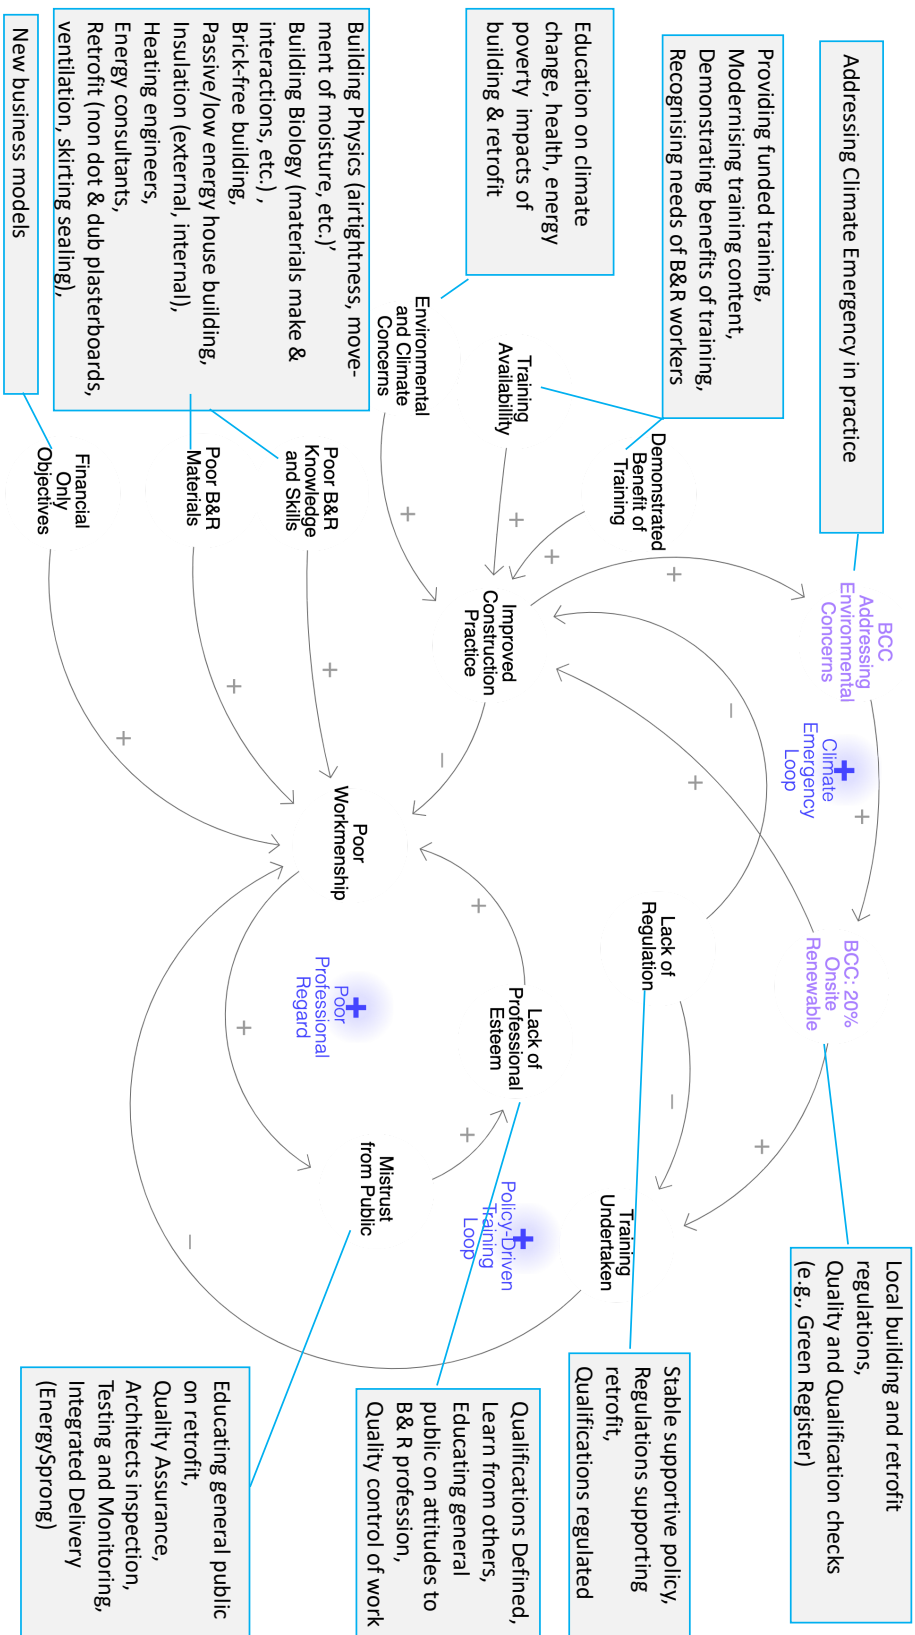 Addressing Climate Emergency in practice
Providing funded training,
Modernising training content,
Demonstrating benefits of training,
Recognising needs of B&R workers
Education on climate
change, health, energy
poverty impacts of
building & retrofit
Building Physics (airtightness, move-
ment of moisture, etc.)’
Building Biology (materials make &
interactions, etc.) ,
Brick-free building,
Passive/low energy house building,
Insulation (external, internal),
Heating engineers,
Energy consultants,
Retrofit (non dot & dub plasterboards,
ventilation, skirting sealing),
New business models
BCC
Addressing
Environmental
Concerns
+
Climate
Emergency
Loop
+
BCC: 20%
Onsite
Renewable
Demonstrated
Benefit of
Training
Training
Availability
Environmental
and Climate
Concerns
Poor B&R
Knowledge
and Skills
Poor B&R
Materials
Financial
Only
Objectives
+
+
+
+
+
+
+
Improved
Construction
Practice
–
+
–
Poor
Workmenship
Lack of
Regulation
–
+
+
Poor
Professional
Regard
+
+
Lack of
Professional
Esteem
+
Mistrust
from Public
+
Policy-Driven
Training
Loop
Training
Undertaken
+
–
Local building and retrofit
regulations,
Quality and Qualification checks
(e.g., Green Register)
Stable supportive policy,
Regulations supporting
retrofit,
Qualifications regulated
Qualifications Defined,
Learn from others,
Educating general
public on attitudes to
B& R profession,
Quality control of work
Educating general public
on retrofit,
Quality Assurance,
Architects inspection,
Testing and Monitoring,
Integrated Delivery
(EnergySprong)